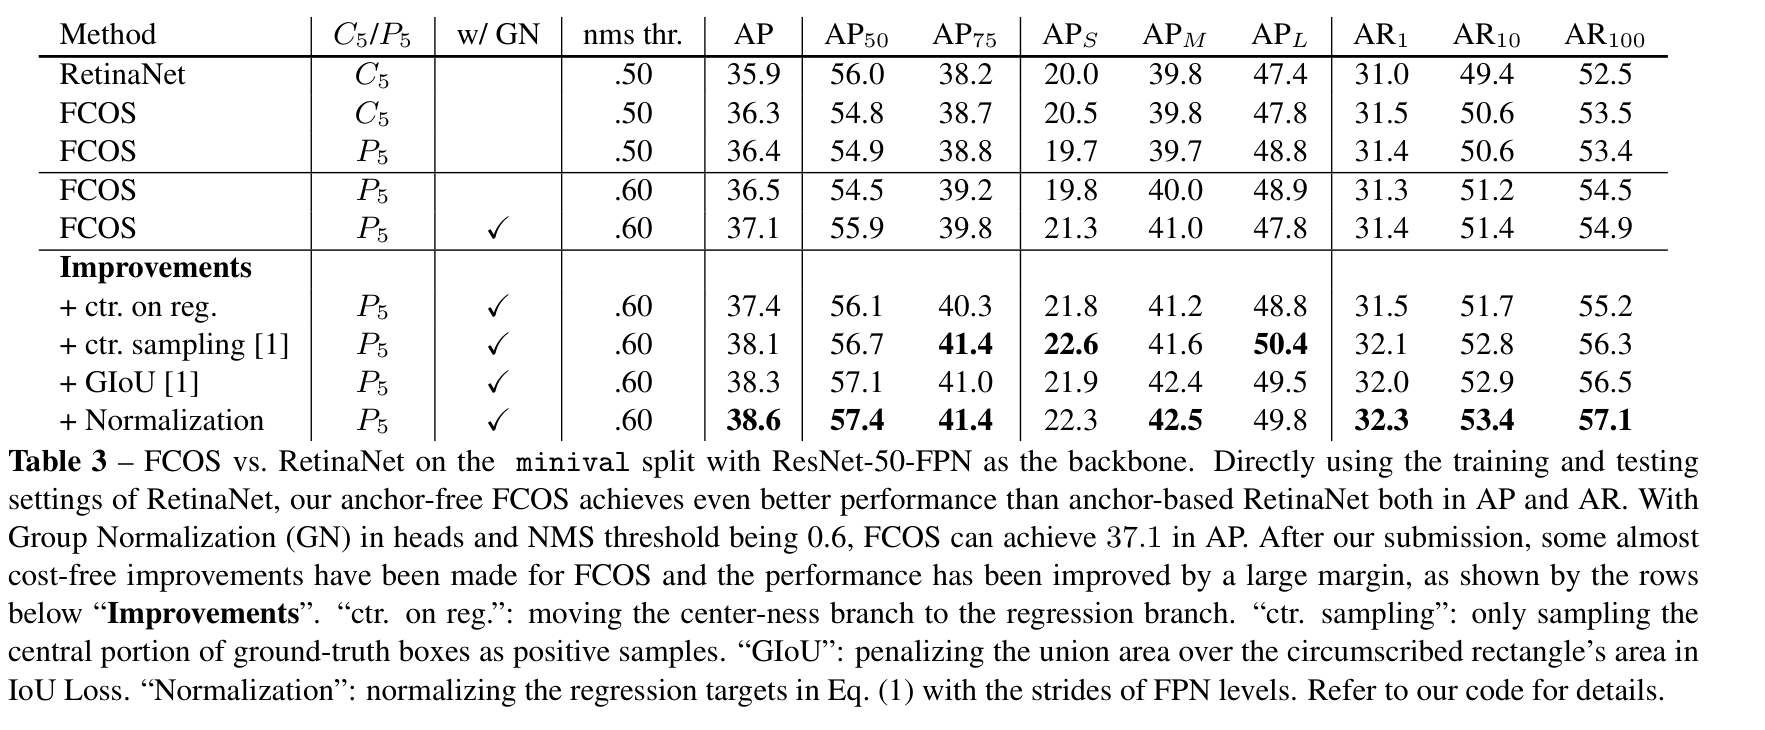 Method C5/P5 w/ GN nms thr. AP AP50 AP75 APS APM APL AR1 AR10 AR100
RetinaNet C5 .50 35.9 56.0 38.2 20.0 39.8 47.4 31.0 49.4 52.5
FCOS C5 .50 36.3 54.8 38.7 20.5 39.8 47.8 31.5 50.6 53.5
FCOS P5 .50 36.4 54.9 38.8 19.7 39.7 48.8 31.4 50.6 53.4
FCOS P5 .60 36.5 54.5 39.2 19.8 40.0 48.9 31.3 51.2 54.5
FCOS P5 ✓ .60 37.1 55.9 39.8 21.3 41.0 47.8 31.4 51.4 54.9
Improvements
+ ctr. on reg. P5 ✓ .60 37.4 56.1 40.3 21.8 41.2 48.8 31.5 51.7 55.2
+ ctr. sampling [1] P5 ✓ .60 38.1 56.7 41.4 22.6 41.6 50.4 32.1 52.8 56.3
+ GIoU [1] P5 ✓ .60 38.3 57.1 41.0 21.9 42.4 49.5 32.0 52.9 56.5
+ Normalization P5 ✓ .60 38.6 57.4 41.4 22.3 42.5 49.8 32.3 53.4 57.1
Table 3 – FCOS vs. RetinaNet on the minival split with ResNet-50-FPN as the backbone. Directly using the training and testing
settings of RetinaNet, our anchor-free FCOS achieves even better performance than anchor-based RetinaNet both in AP and AR. With
Group Normalization (GN) in heads and NMS threshold being 0.6, FCOS can achieve 37.1 in AP. After our submission, some almost
cost-free improvements have been made for FCOS and the performance has been improved by a large margin, as shown by the rows
below “Improvements”. “ctr. on reg.”: moving the center-ness branch to the regression branch. “ctr. sampling”: only sampling the
central portion of ground-truth boxes as positive samples. “GIoU”: penalizing the union area over the circumscribed rectangle’s area in
IoU Loss. “Normalization”: normalizing the regression targets in Eq. (1) with the strides of FPN levels. Refer to our code for details.